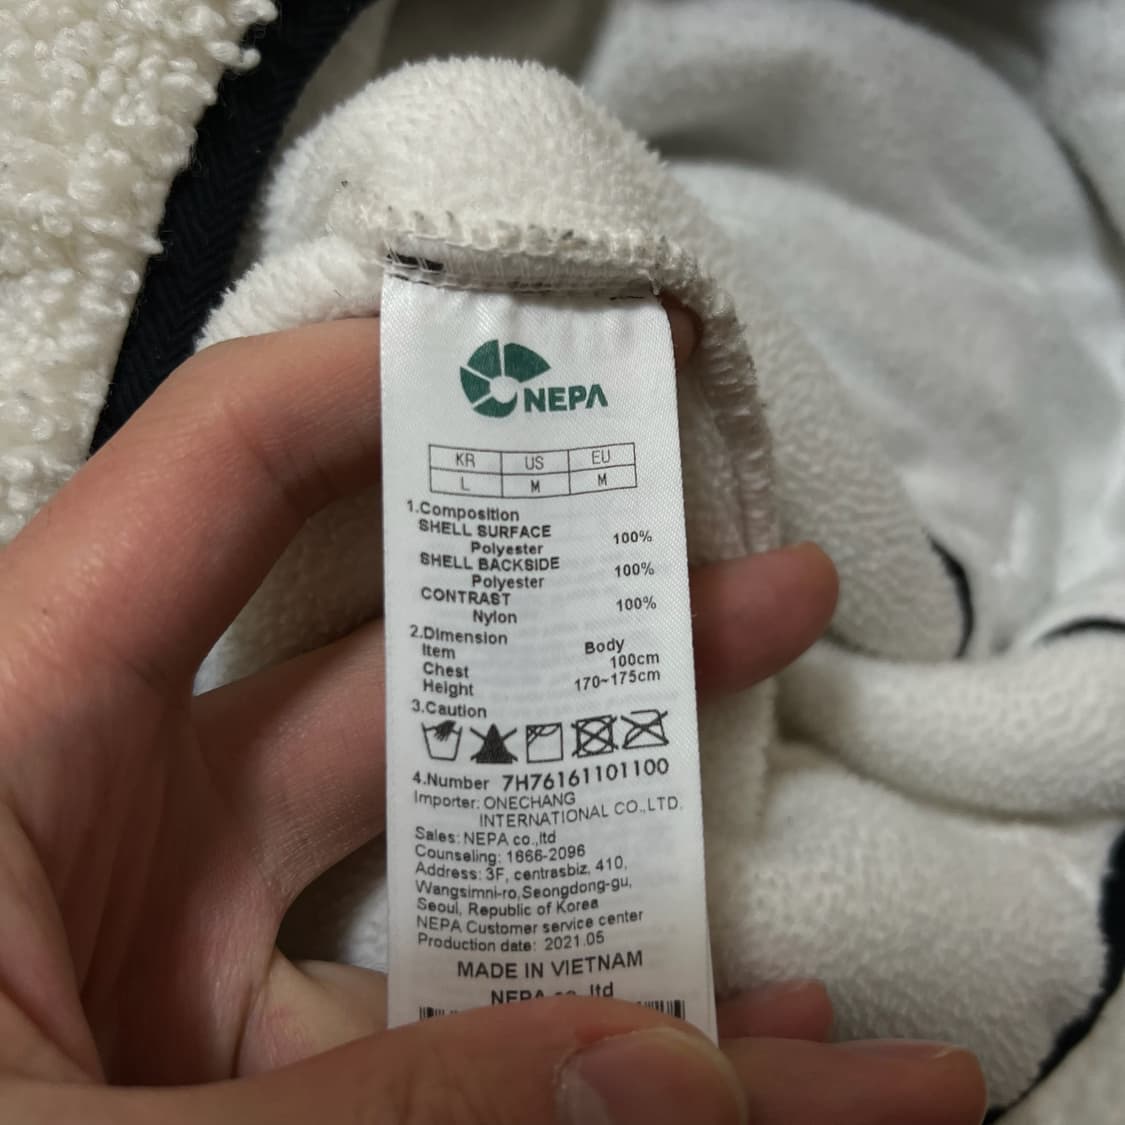 NEPA
KR US EU
L M M
1.Composition
SHELL SURFACE
Polyester 100%
SHELL BACKSIDE
Polyester 100%
CONTRAST
Nylon 100%
2.Dimension
Item Body
Chest 100cm
Height 170~175cm
3.Caution
4.Number 7H76161101100
Importer: ONECHANG
INTERNATIONAL CO.,LTD.
Sales: NEPA co.,ltd
Counseling: 1666-2096
Address: 3F, centrasbiz, 410,
Wangsimni-ro,Seongdong-gu,
Seoul, Republic of Korea
NEPA Customer service center
Production date: 2021.05
MADE IN VIETNAM
NEPA co.,ltd